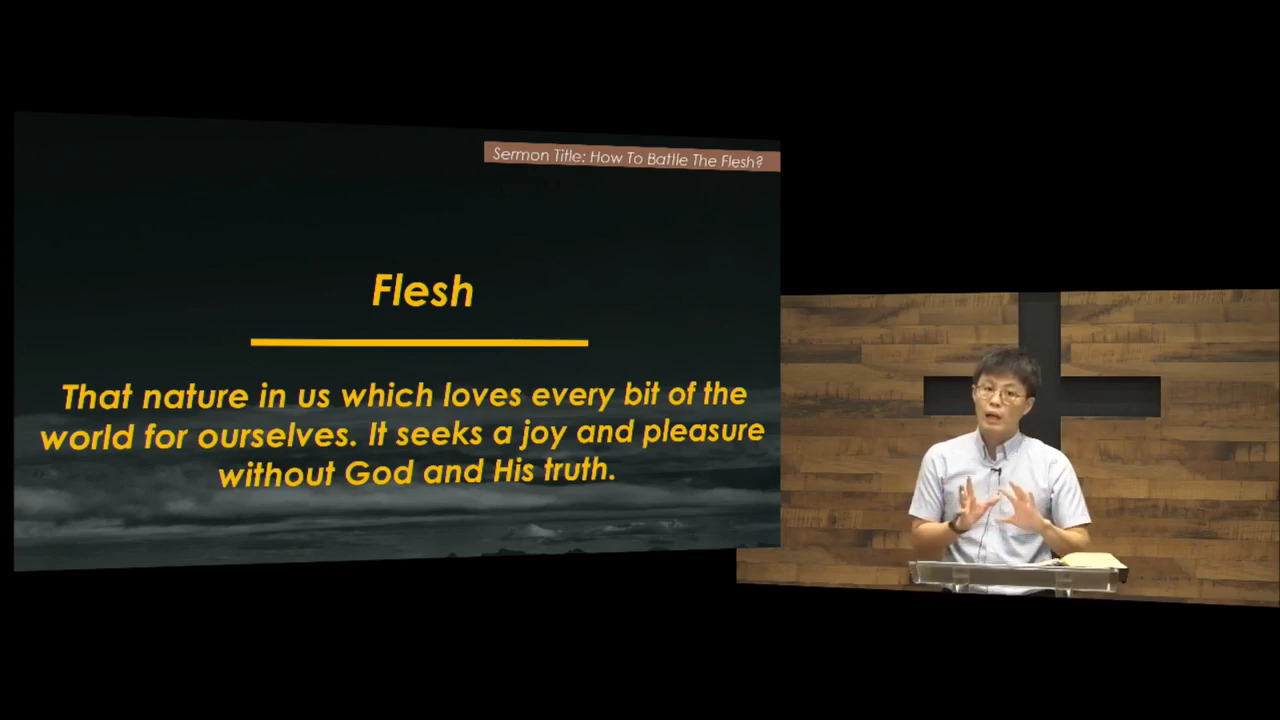 Sermon Title: How To Battle The Flesh?
Flesh
That nature in us which loves every bit of the
world for ourselves. It seeks a joy and pleasure
without God and His truth.